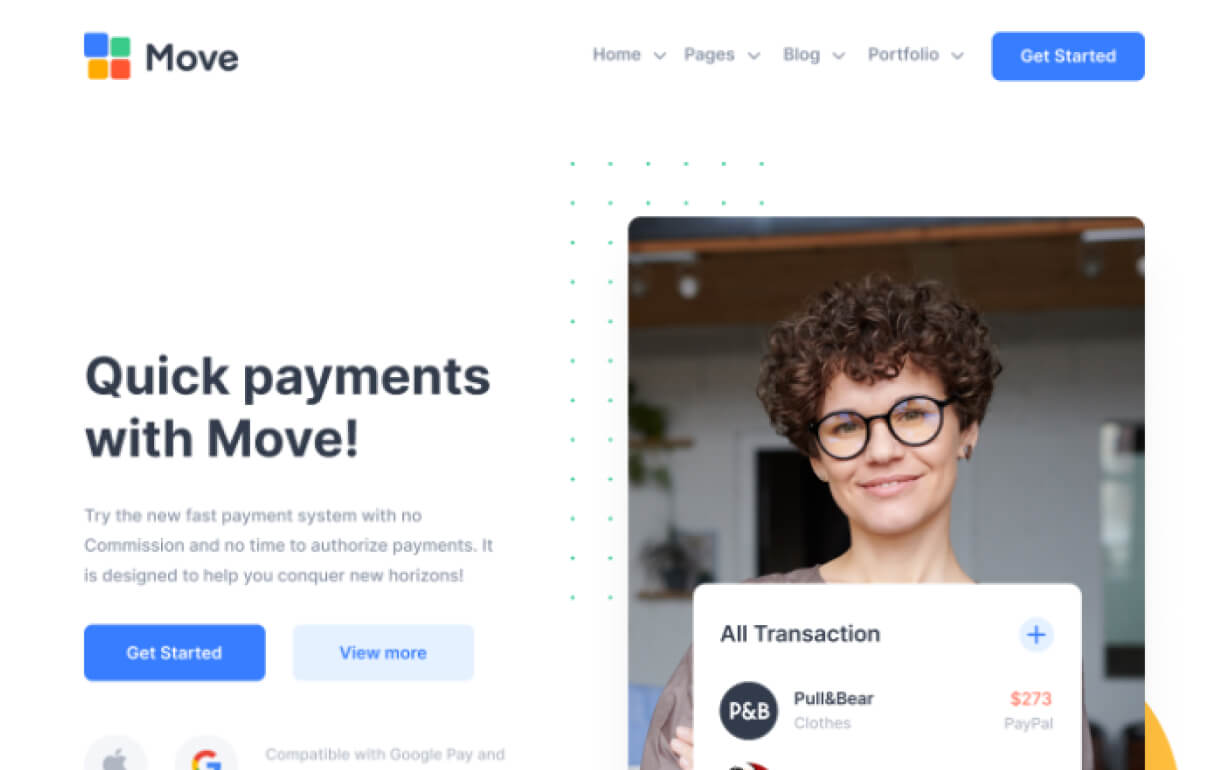 Move
Home
Pages
Blog
Portfolio
Get Started
Quick payments
with Move!
Try the new fast payment system with no
Commission and no time to authorize payments. It
is designed to help you conquer new horizons!
Get Started
View more
Compatible with Google Pay and
All Transaction
P&B
Pull&Bear
$273
Clothes
PayPal